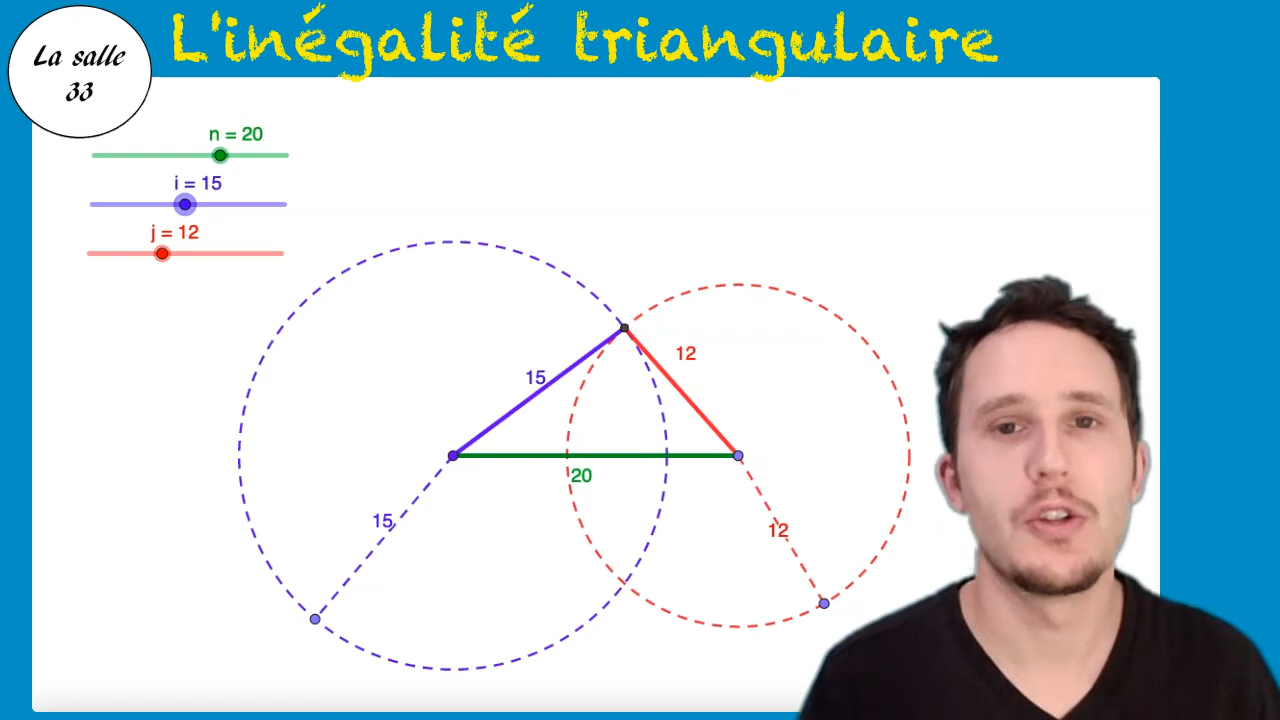 La salle
33
L'inégalité triangulaire
n = 20
i = 15
j = 12
12
15
20
15
12